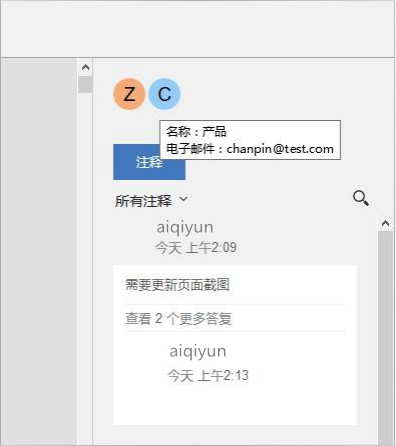 Z C
名称：产品
电子邮件：chanpin@test.com
注释
所有注释
aiqiyun
今天 上午2:09
需要更新页面截图
查看 2 个更多答复
aiqiyun
今天 上午2:13